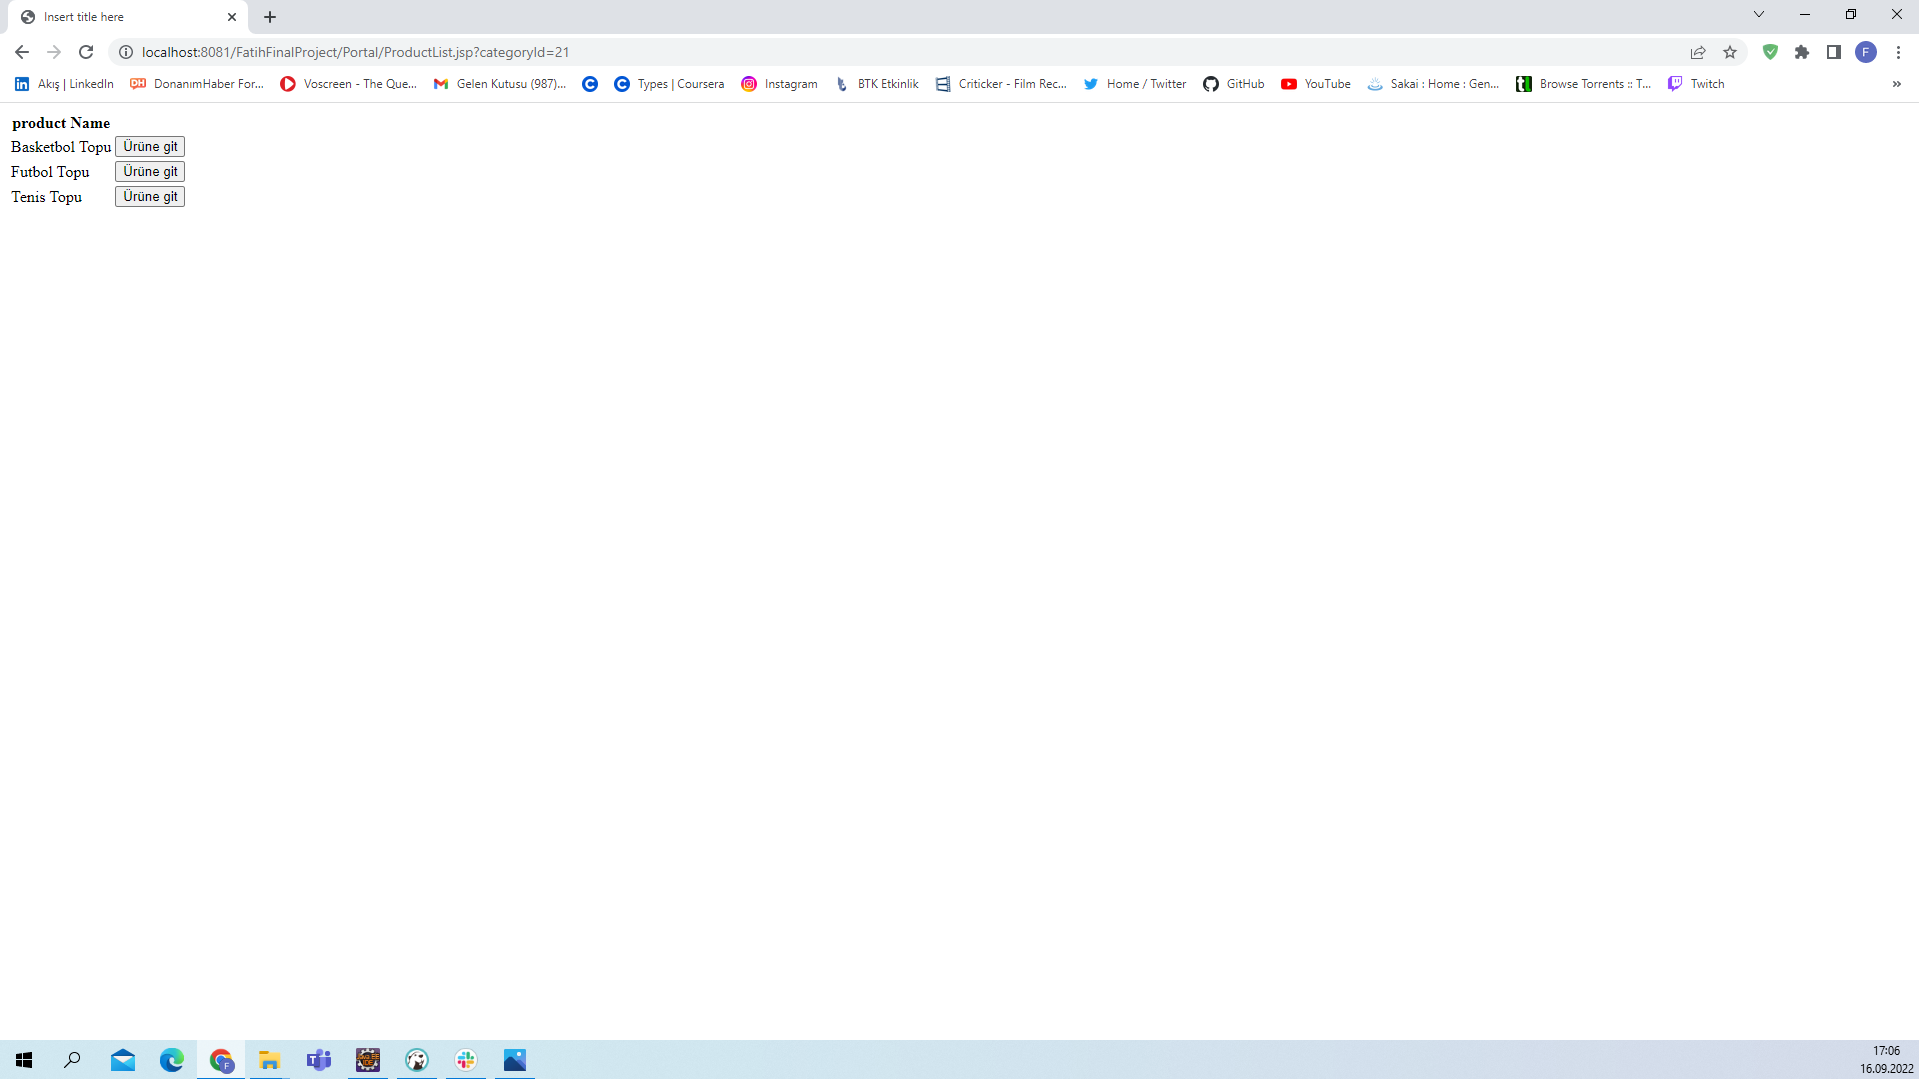 Insert title here
localhost:8081/FatihFinalProject/Portal/ProductList.jsp?categoryId=21
F
Akış | LinkedIn DonanımHaber For... Voscreen - The Que... Gelen Kutusu (987)... Types | Coursera Instagram BTK Etkinlik Criticker - Film Rec... Home / Twitter GitHub YouTube Sakai : Home : Gen... Browse Torrents :: T... Twitch »
product Name
Basketbol Topu Ürüne git
Futbol Topu Ürüne git
Tenis Topu Ürüne git
17:06
16.09.2022